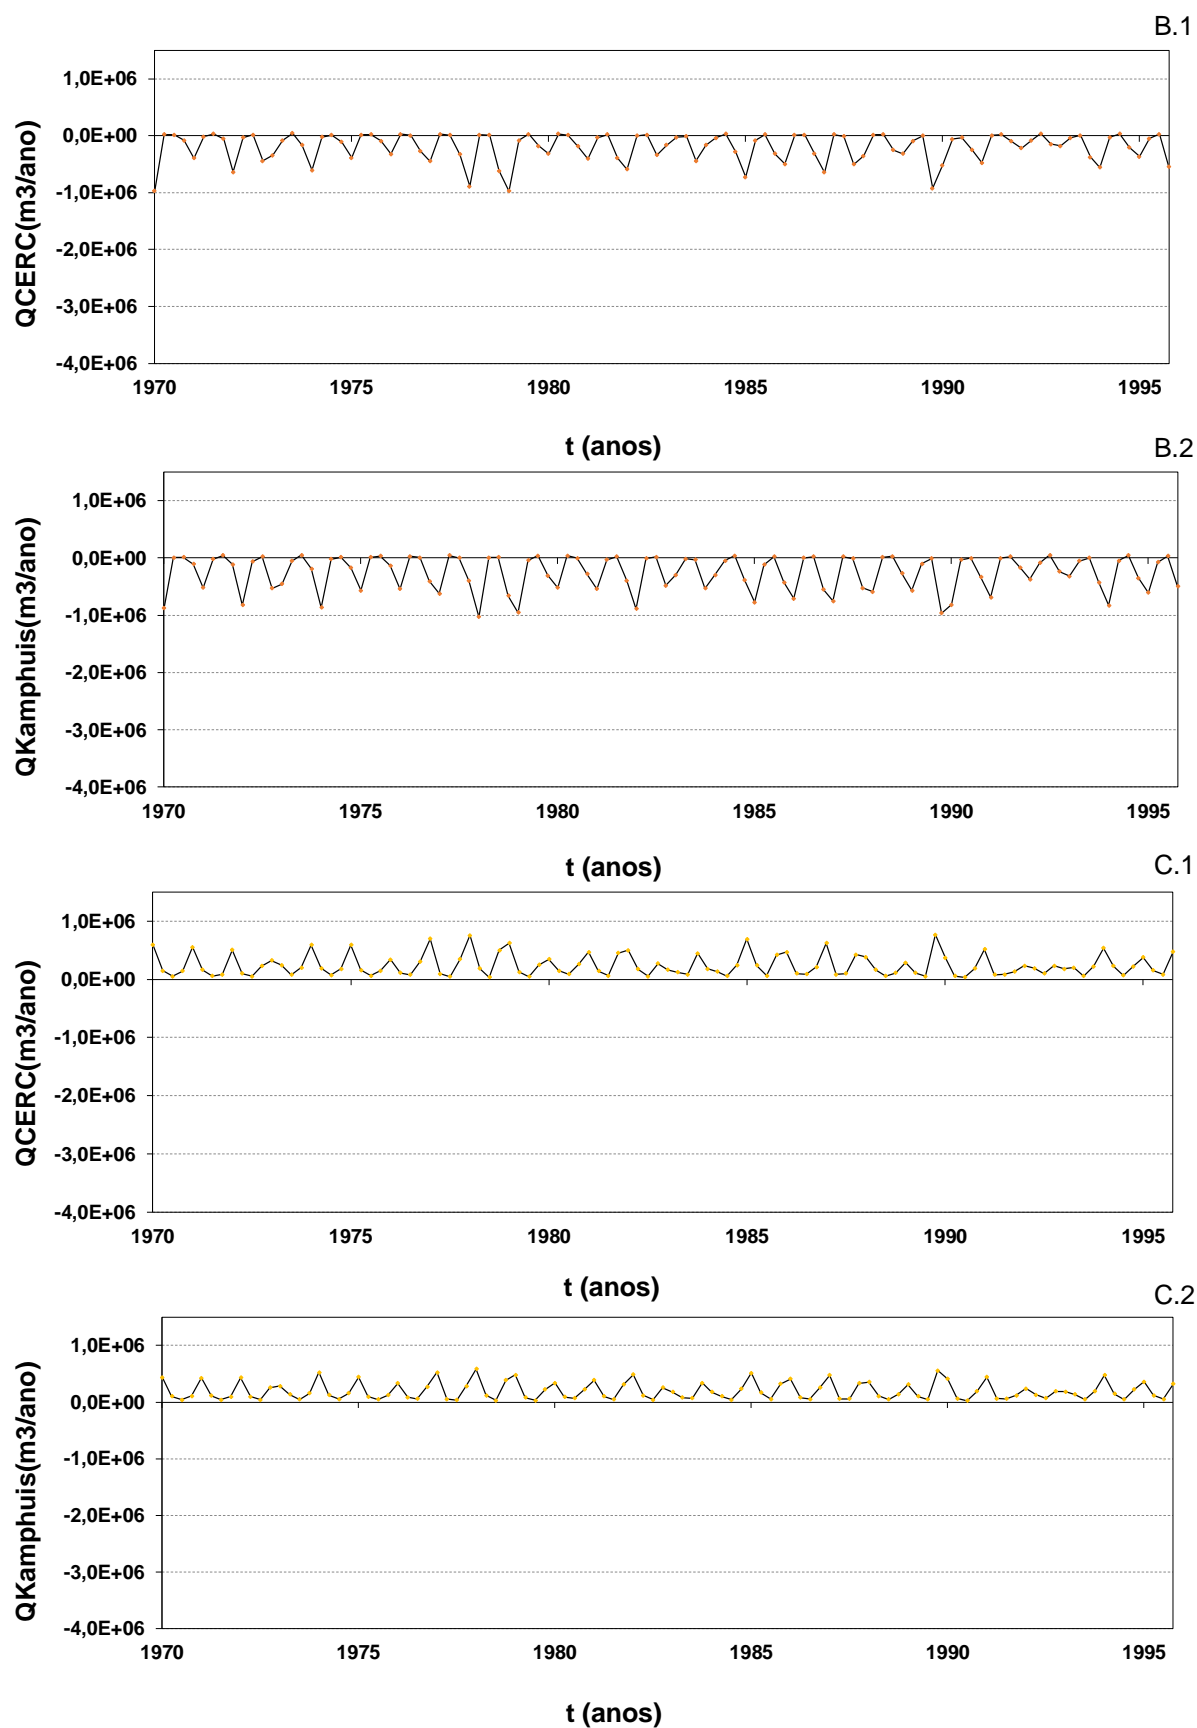 B.1
QCERC(m3/ano)
1,0E+06
0,0E+00
-1,0E+06
-2,0E+06
-3,0E+06
-4,0E+06
1970 1975 1980 1985 1990 1995
t (anos)
B.2
QKamphuis(m3/ano)
1,0E+06
0,0E+00
-1,0E+06
-2,0E+06
-3,0E+06
-4,0E+06
1970 1975 1980 1985 1990 1995
t (anos)
C.1
QCERC(m3/ano)
1,0E+06
0,0E+00
-1,0E+06
-2,0E+06
-3,0E+06
-4,0E+06
1970 1975 1980 1985 1990 1995
t (anos)
C.2
QKamphuis(m3/ano)
1,0E+06
0,0E+00
-1,0E+06
-2,0E+06
-3,0E+06
-4,0E+06
1970 1975 1980 1985 1990 1995
t (anos)